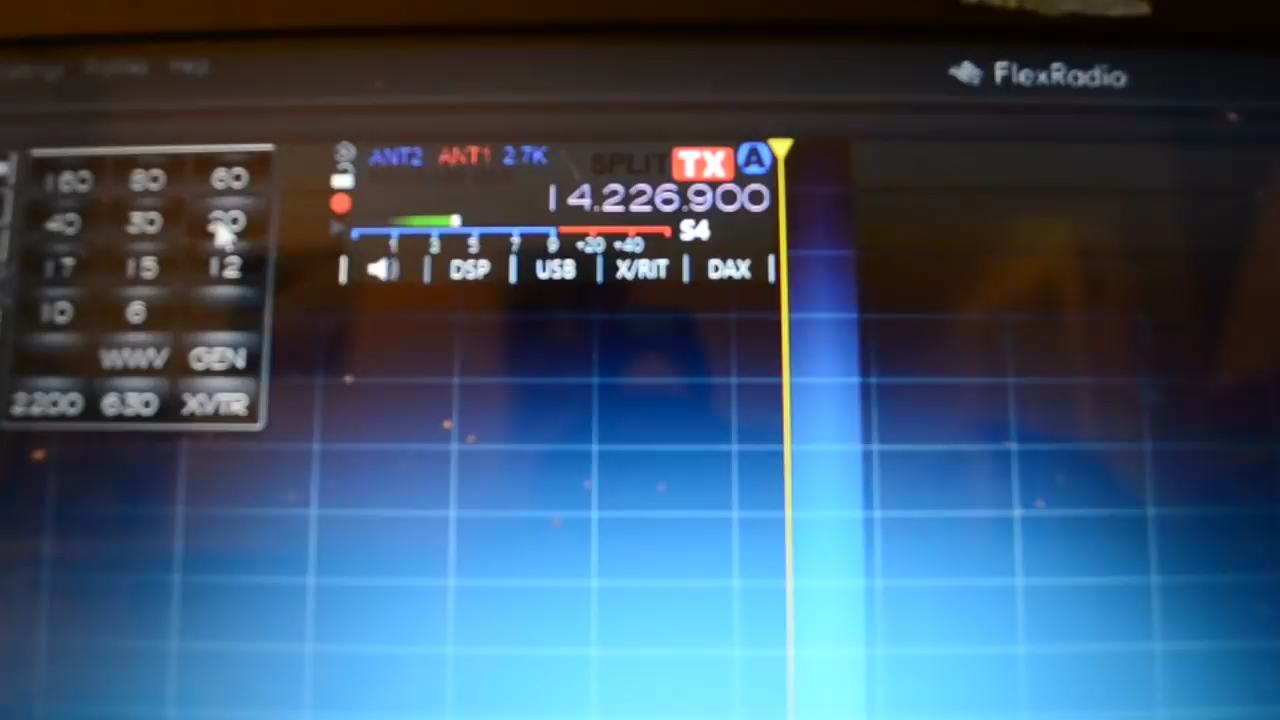 FlexRadio
160 80 60
40 30 20
17 15 12
10 6
WWV GEN
2200 630 XVTR
ANT2 ANT1 2.7K SPLIT TX A
14.226.900
1 3 5 7 9 +20 +40 S4
DSP USB X/RIT DAX